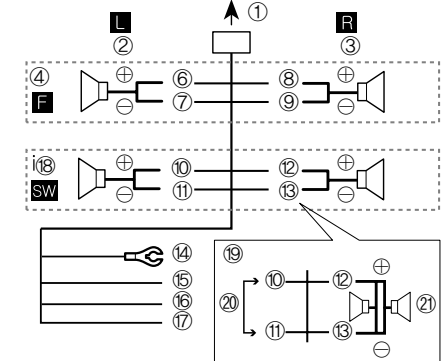 ①
L R
② ③
④ ⊕ ⑥ ⑧ ⊕
F ⊖ ⑦ ⑨ ⊖
i⑱ ⊕ ⑩ ⑫ ⊕
SW ⊖ ⑪ ⑬ ⊖
⑭
⑮
⑯
⑰
⑲
⑩ ⑫ ⊕
⑳ ㉑
⑪ ⑬ ⊖